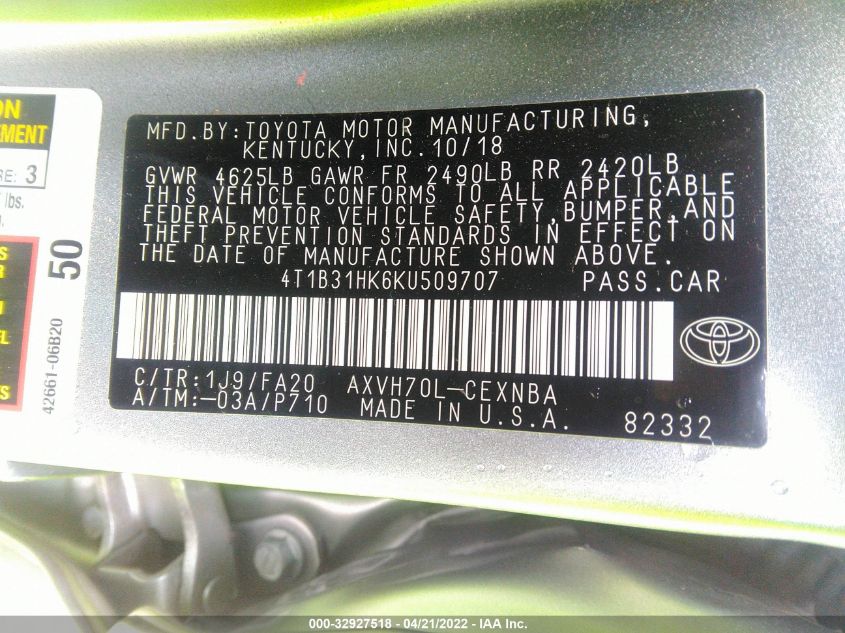 ON
EMENT
RE: 3
lbs.
S
R
EL
50
42661-06B20
MFD.BY:TOYOTA MOTOR MANUFACTURING,
KENTUCKY,INC.10/18
GVWR 4625LB GAWR FR 2490LB RR 2420LB
THIS VEHICLE CONFORMS TO ALL APPLICABLE
FEDERAL MOTOR VEHICLE SAFETY,BUMPER,AND
THEFT PREVENTION STANDARDS IN EFFECT ON
THE DATE OF MANUFACTURE SHOWN ABOVE.
4T1B31HK6KU509707 PASS.CAR
C/TR:1J9/FA20 AXVH70L-CEXNBA
A/TM:-03A/P710 MADE IN U.S.A.
82332
000-32927518 - 04/21/2022 - IAA Inc.